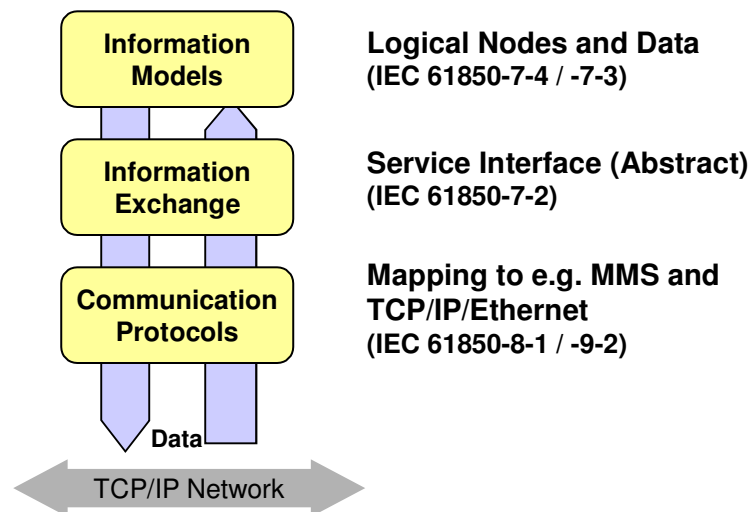 Information
Models
Logical Nodes and Data
(IEC 61850-7-4 / -7-3)
Information
Exchange
Service Interface (Abstract)
(IEC 61850-7-2)
Communication
Protocols
Mapping to e.g. MMS and
TCP/IP/Ethernet
(IEC 61850-8-1 / -9-2)
Data
TCP/IP Network